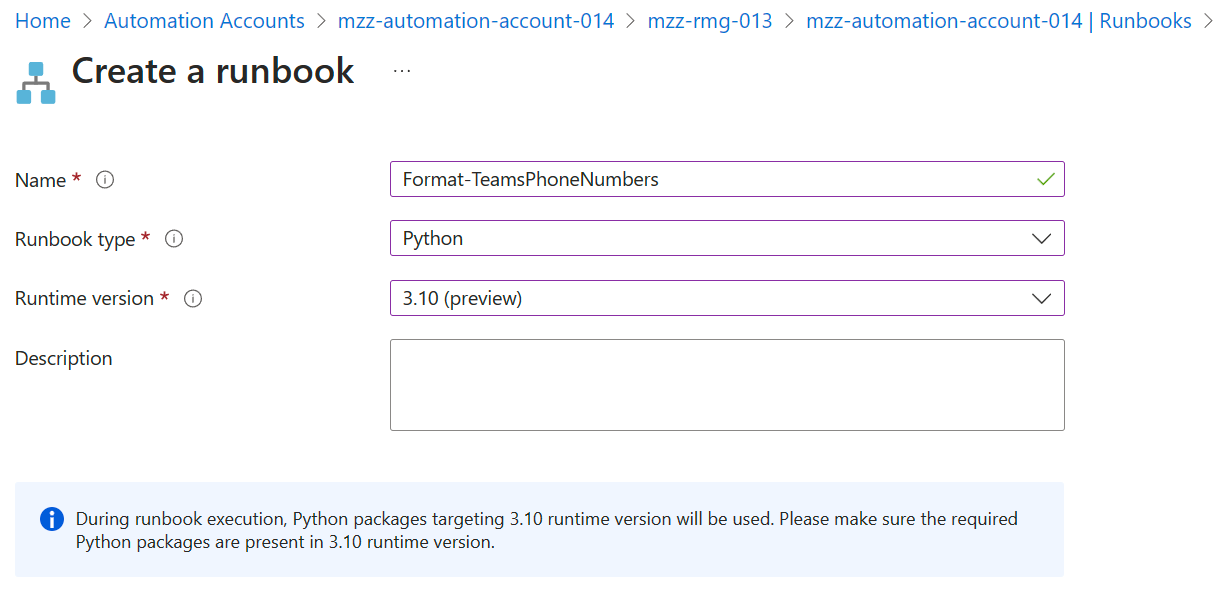 Home > Automation Accounts > mzz-automation-account-014 > mzz-rmg-013 > mzz-automation-account-014 | Runbooks >
Create a runbook ...
Name *
Format-TeamsPhoneNumbers
Runbook type *
Python
Runtime version *
3.10 (preview)
Description
During runbook execution, Python packages targeting 3.10 runtime version will be used. Please make sure the required
Python packages are present in 3.10 runtime version.